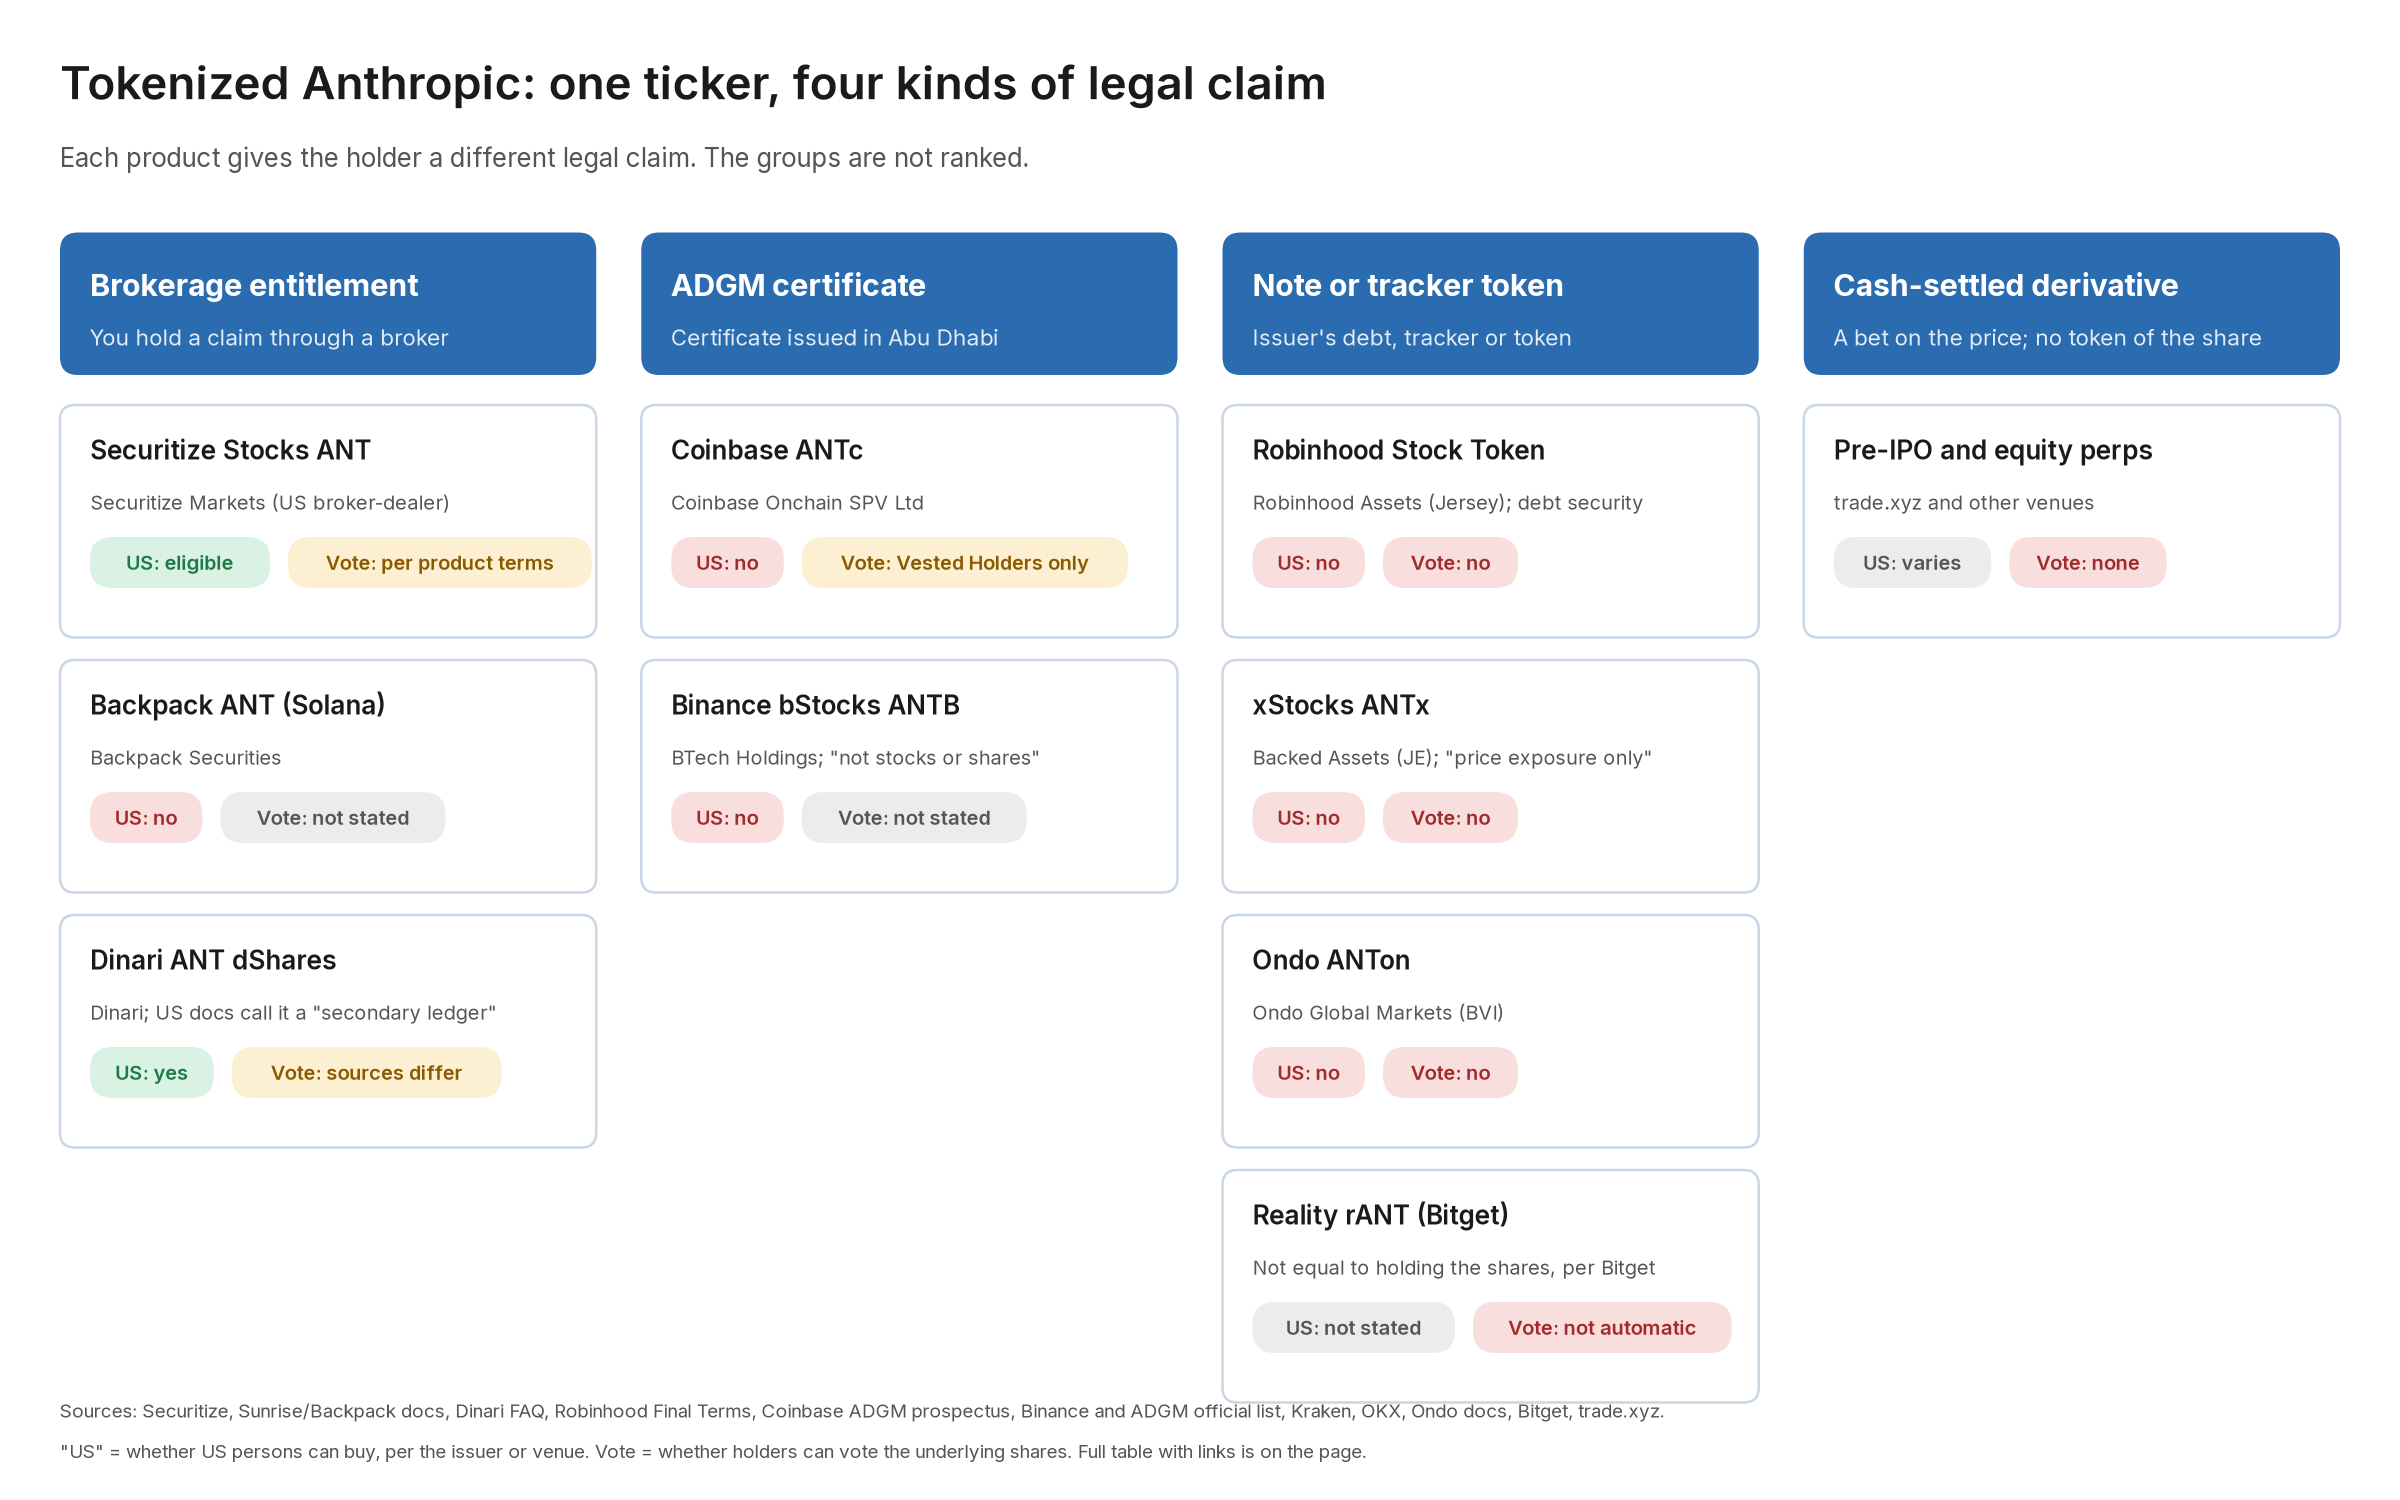 Tokenized Anthropic: one ticker, four kinds of legal claim
Each product gives the holder a different legal claim. The groups are not ranked.
Brokerage entitlement
You hold a claim through a broker
Securitize Stocks ANT
Securitize Markets (US broker-dealer)
US: eligible
Vote: per product terms
Backpack ANT (Solana)
Backpack Securities
US: no
Vote: not stated
Dinari ANT dShares
Dinari; US docs call it a "secondary ledger"
US: yes
Vote: sources differ
ADGM certificate
Certificate issued in Abu Dhabi
Coinbase ANTc
Coinbase Onchain SPV Ltd
US: no
Vote: Vested Holders only
Binance bStocks ANTB
BTech Holdings; "not stocks or shares"
US: no
Vote: not stated
Note or tracker token
Issuer's debt, tracker or token
Robinhood Stock Token
Robinhood Assets (Jersey); debt security
US: no
Vote: no
xStocks ANTx
Backed Assets (JE); "price exposure only"
US: no
Vote: no
Ondo ANTon
Ondo Global Markets (BVI)
US: no
Vote: no
Reality rANT (Bitget)
Not equal to holding the shares, per Bitget
US: not stated
Vote: not automatic
Cash-settled derivative
A bet on the price; no token of the share
Pre-IPO and equity perps
trade.xyz and other venues
US: varies
Vote: none
Sources: Securitize, Sunrise/Backpack docs, Dinari FAQ, Robinhood Final Terms, Coinbase ADGM prospectus, Binance and ADGM official list, Kraken, OKX, Ondo docs, Bitget, trade.xyz.
"US" = whether US persons can buy, per the issuer or venue. Vote = whether holders can vote the underlying shares. Full table with links is on the page.